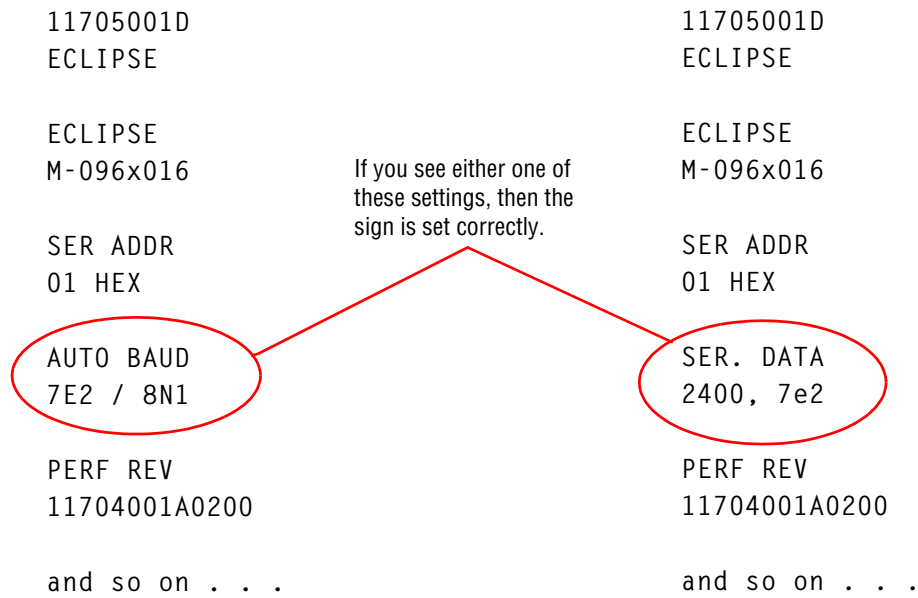 11705001D
ECLIPSE
ECLIPSE
M-096x016
SER ADDR
01 HEX
AUTO BAUD
7E2 / 8N1
PERF REV
11704001A0200
and so on . . .
If you see either one of
these settings, then the
sign is set correctly.
11705001D
ECLIPSE
ECLIPSE
M-096x016
SER ADDR
01 HEX
SER. DATA
2400, 7e2
PERF REV
11704001A0200
and so on . . .